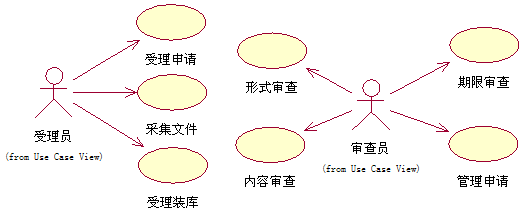 受理申请
采集文件
受理装库
受理员
(from Use Case View)
形式审查
内容审查
审查员
(from Use Case View)
期限审查
管理申请